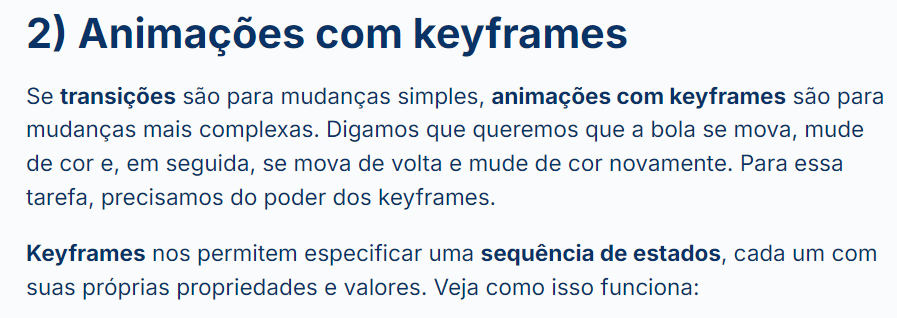 2) Animações com keyframes
Se transições são para mudanças simples, animações com keyframes são para
mudanças mais complexas. Digamos que queremos que a bola se mova, mude
de cor e, em seguida, se mova de volta e mude de cor novamente. Para essa
tarefa, precisamos do poder dos keyframes.
Keyframes nos permitem especificar uma sequência de estados, cada um com
suas próprias propriedades e valores. Veja como isso funciona: